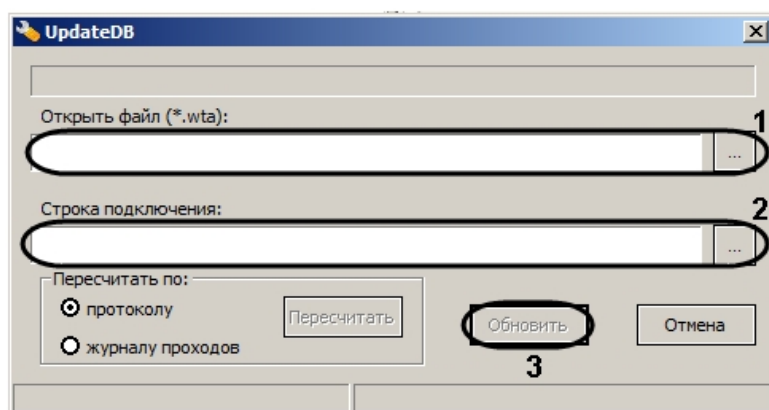 UpdateDB
Открыть файл (*.wta):
1
...
Строка подключения:
2
...
Пересчитать по:
протоколу
Пересчитать
Обновить
Отмена
журналу проходов
3